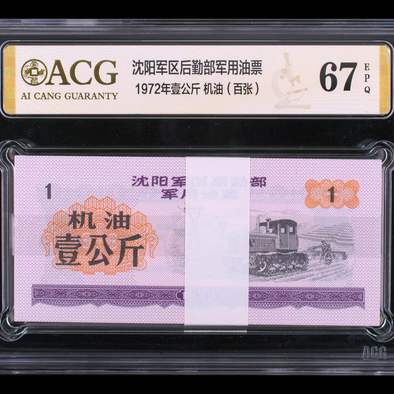 ACG
AI CANG GUARANTY
沈阳军区后勤部军用油票
1972年壹公斤 机油(百张)
67
EPQ
沈阳军
部
1
军
1
机油
壹公斤
ACG